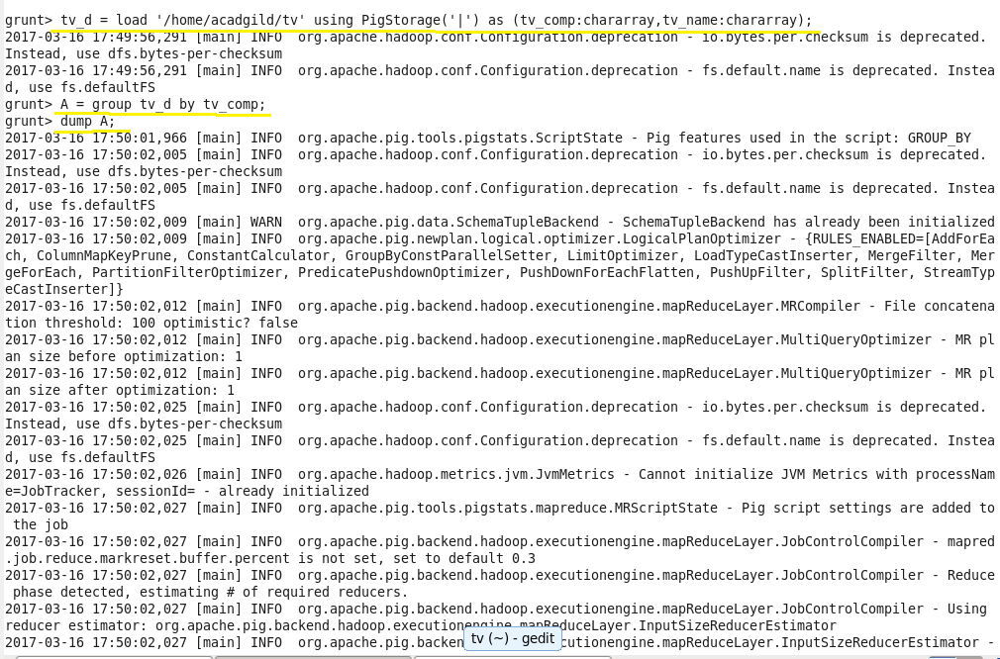 grunt> tv_d = load '/home/acadgild/tv' using PigStorage('|') as (tv_comp:chararray,tv_name:chararray);
2017-03-16 17:49:56,291 [main] INFO  org.apache.hadoop.conf.Configuration.deprecation - io.bytes.per.checksum is deprecated.
Instead, use dfs.bytes-per-checksum
2017-03-16 17:49:56,291 [main] INFO  org.apache.hadoop.conf.Configuration.deprecation - fs.default.name is deprecated. Instea
d, use fs.defaultFS
grunt> A = group tv_d by tv_comp;
grunt> dump A;
2017-03-16 17:50:01,966 [main] INFO  org.apache.pig.tools.pigstats.ScriptState - Pig features used in the script: GROUP_BY
2017-03-16 17:50:02,005 [main] INFO  org.apache.hadoop.conf.Configuration.deprecation - io.bytes.per.checksum is deprecated.
Instead, use dfs.bytes-per-checksum
2017-03-16 17:50:02,005 [main] INFO  org.apache.hadoop.conf.Configuration.deprecation - fs.default.name is deprecated. Instea
d, use fs.defaultFS
2017-03-16 17:50:02,009 [main] WARN  org.apache.pig.data.SchemaTupleBackend - SchemaTupleBackend has already been initialized
2017-03-16 17:50:02,009 [main] INFO  org.apache.pig.newplan.logical.optimizer.LogicalPlanOptimizer - {RULES_ENABLED=[AddForEa
ch, ColumnMapKeyPrune, ConstantCalculator, GroupByConstParallelSetter, LimitOptimizer, LoadTypeCastInserter, MergeFilter, Mer
geForEach, PartitionFilterOptimizer, PredicatePushdownOptimizer, PushDownForEachFlatten, PushUpFilter, SplitFilter, StreamTyp
eCastInserter]}
2017-03-16 17:50:02,012 [main] INFO  org.apache.pig.backend.hadoop.executionengine.mapReduceLayer.MRCompiler - File concatena
tion threshold: 100 optimistic? false
2017-03-16 17:50:02,012 [main] INFO  org.apache.pig.backend.hadoop.executionengine.mapReduceLayer.MultiQueryOptimizer - MR pl
an size before optimization: 1
2017-03-16 17:50:02,012 [main] INFO  org.apache.pig.backend.hadoop.executionengine.mapReduceLayer.MultiQueryOptimizer - MR pl
an size after optimization: 1
2017-03-16 17:50:02,025 [main] INFO  org.apache.hadoop.conf.Configuration.deprecation - io.bytes.per.checksum is deprecated.
Instead, use dfs.bytes-per-checksum
2017-03-16 17:50:02,025 [main] INFO  org.apache.hadoop.conf.Configuration.deprecation - fs.default.name is deprecated. Instea
d, use fs.defaultFS
2017-03-16 17:50:02,026 [main] INFO  org.apache.hadoop.metrics.jvm.JvmMetrics - Cannot initialize JVM Metrics with processNam
e=JobTracker, sessionId= - already initialized
2017-03-16 17:50:02,027 [main] INFO  org.apache.pig.tools.pigstats.mapreduce.MRScriptState - Pig script settings are added to
 the job
2017-03-16 17:50:02,027 [main] INFO  org.apache.pig.backend.hadoop.executionengine.mapReduceLayer.JobControlCompiler - mapred
.job.reduce.markreset.buffer.percent is not set, set to default 0.3
2017-03-16 17:50:02,027 [main] INFO  org.apache.pig.backend.hadoop.executionengine.mapReduceLayer.JobControlCompiler - Reduce
 phase detected, estimating # of required reducers.
2017-03-16 17:50:02,027 [main] INFO  org.apache.pig.backend.hadoop.executionengine.mapReduceLayer.JobControlCompiler - Using
reducer estimator: org.apache.pig.backend.hadoop.executionengine.mapReduceLayer.InputSizeReducerEstimator
2017-03-16 17:50:02,027 [main] INFO  org.apache.pig.backen cutionengine.mapReduceLayer.InputSizeReducerEstimator -
tv (~) - gedit